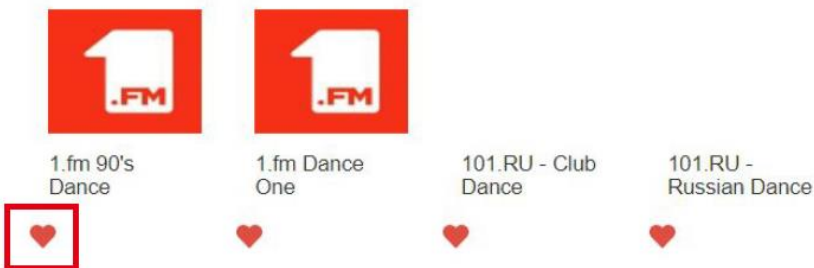 .FM
.FM
1.fm 90's
Dance
1.fm Dance
One
101.RU - Club
Dance
101.RU -
Russian Dance